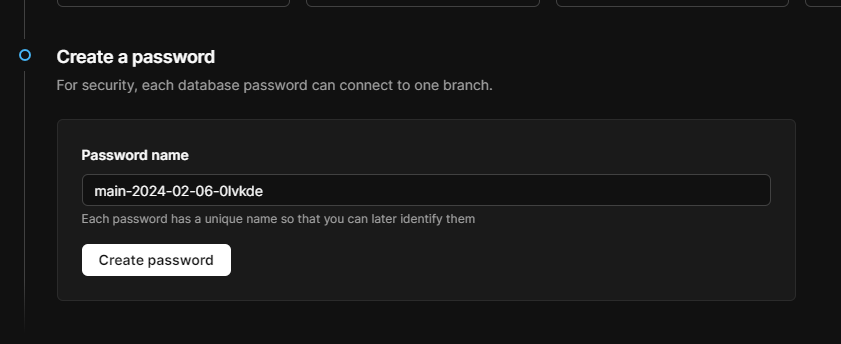 Create a password
For security, each database password can connect to one branch.
Password name
main-2024-02-06-0lvkde
Each password has a unique name so that you can later identify them
Create password